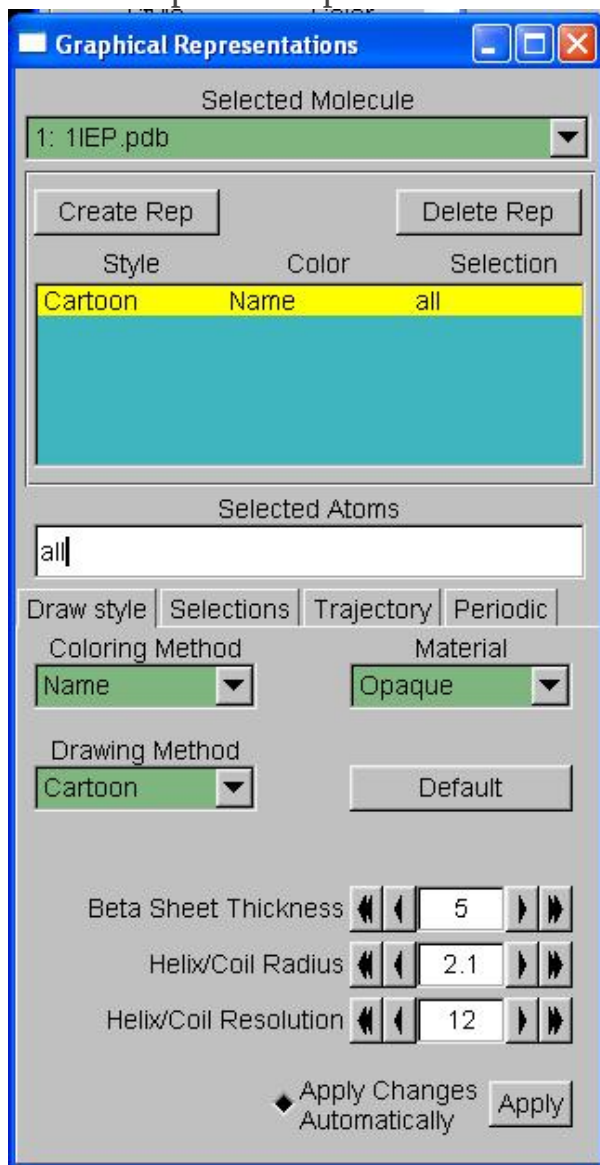 Graphical Representations
Selected Molecule
1: 1IEP.pdb
Create Rep Delete Rep
Style Color Selection
Cartoon Name all
Selected Atoms
all
Draw style Selections Trajectory Periodic
Coloring Method Material
Name Opaque
Drawing Method
Cartoon Default
Beta Sheet Thickness 5
Helix/Coil Radius 2.1
Helix/Coil Resolution 12
Apply Changes
Automatically Apply